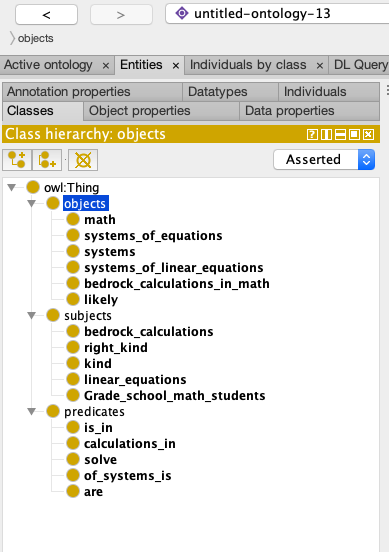 <
>
untitled-ontology-13
objects
Active ontology ×
Entities ×
Individuals by class ×
DL Query
Annotation properties
Datatypes
Individuals
Classes
Object properties
Data properties
Class hierarchy: objects
Asserted
owl:Thing
objects
math
systems_of_equations
systems
systems_of_linear_equations
bedrock_calculations_in_math
likely
subjects
bedrock_calculations
right_kind
kind
linear_equations
Grade_school_math_students
predicates
is_in
calculations_in
solve
of_systems_is
are